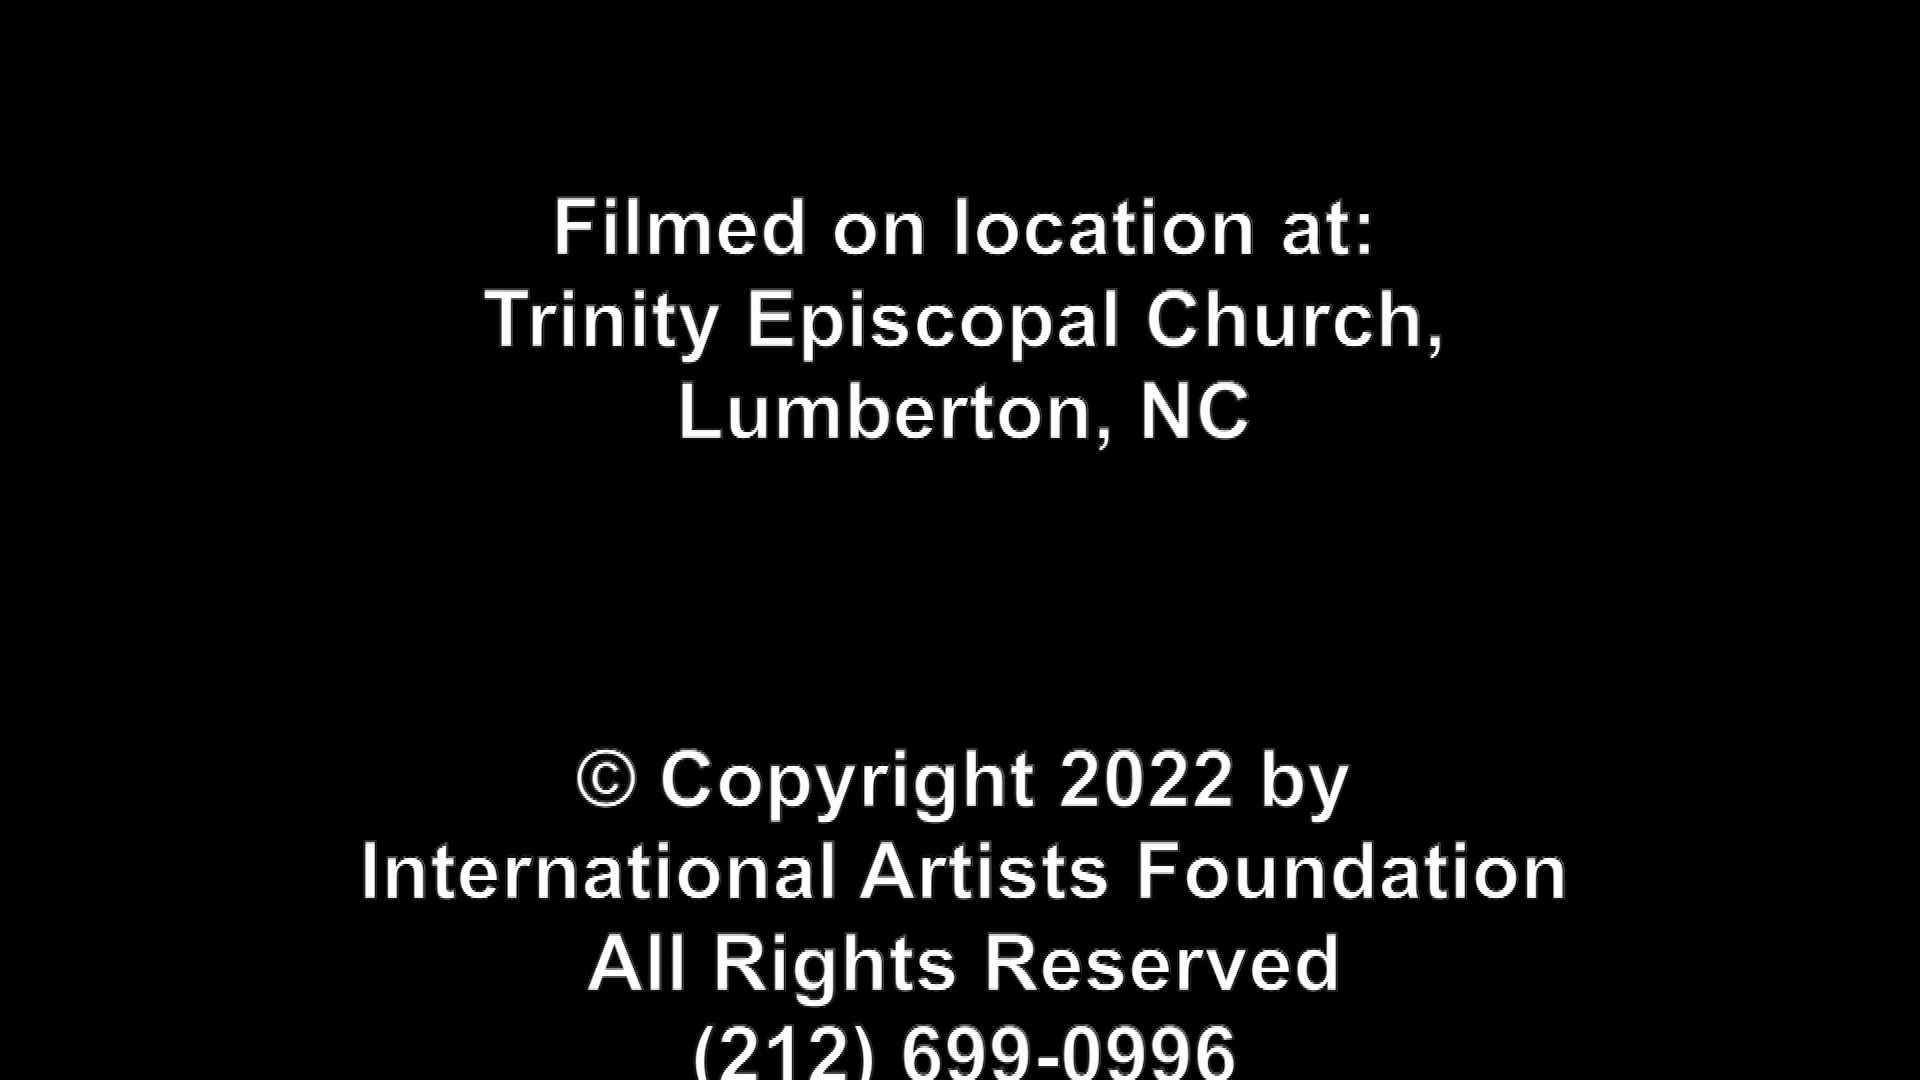 Filmed on location at:
Trinity Episcopal Church,
Lumberton, NC
© Copyright 2022 by
International Artists Foundation
All Rights Reserved
(212) 699-0996